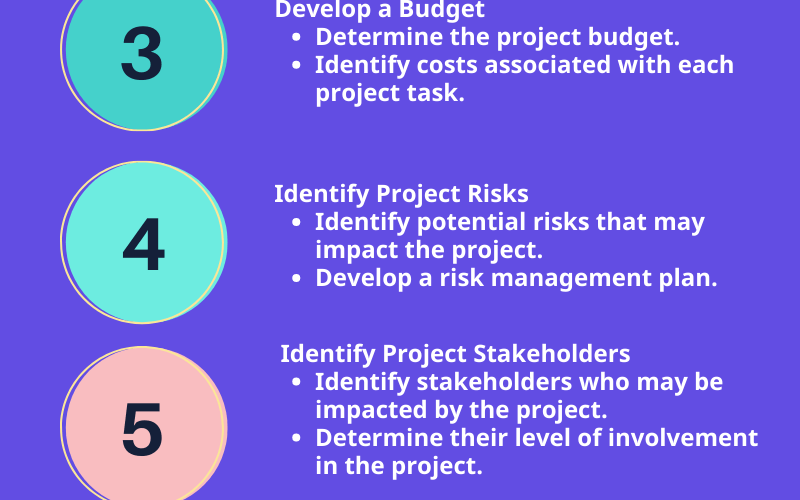 3
Develop a Budget
• Determine the project budget.
• Identify costs associated with each
project task.
4
Identify Project Risks
• Identify potential risks that may
impact the project.
• Develop a risk management plan.
5
Identify Project Stakeholders
• Identify stakeholders who may be
impacted by the project.
• Determine their level of involvement
in the project.